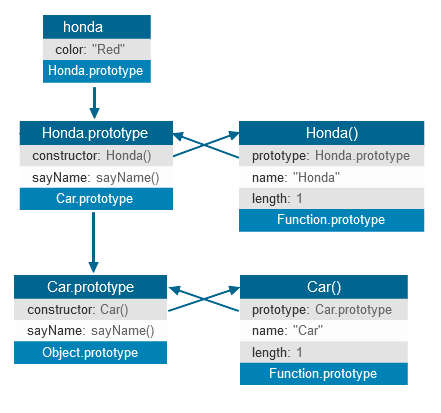 honda
color: "Red"
Honda.prototype
Honda.prototype
constructor: Honda()
sayName: sayName()
Car.prototype
Honda()
prototype: Honda.prototype
name: "Honda"
length: 1
Function.prototype
Car.prototype
constructor: Car()
sayName: sayName()
Object.prototype
Car()
prototype: Car.prototype
name: "Car"
length: 1
Function.prototype